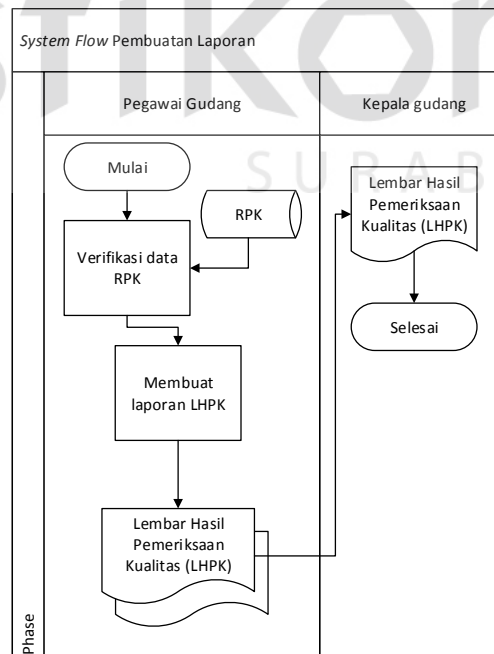 System Flow Pembuatan Laporan
Pegawai Gudang
Kepala gudang
Mulai
RPK
Verifikasi data
RPK
Membuat
laporan LHPK
Lembar Hasil
Pemeriksaan
Kualitas (LHPK)
Lembar Hasil
Pemeriksaan
Kualitas (LHPK)
Selesai
Phase